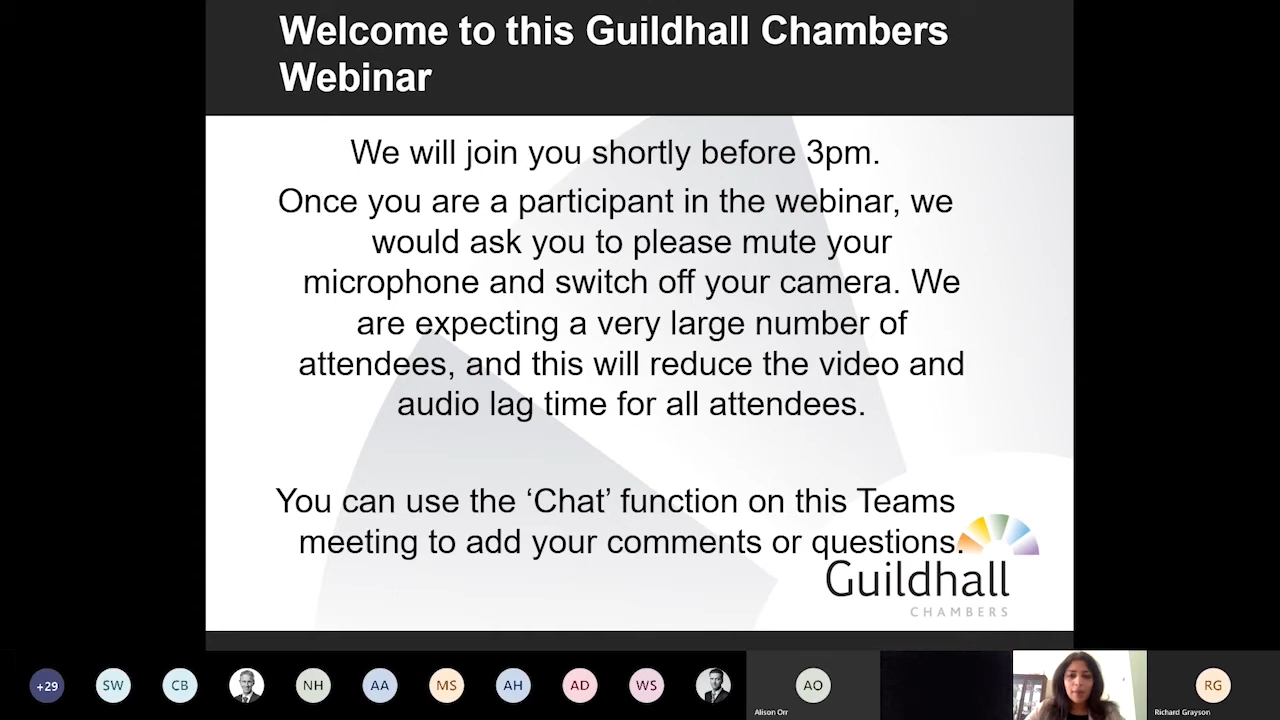 Welcome to this Guildhall Chambers
Webinar
We will join you shortly before 3pm.
Once you are a participant in the webinar, we
would ask you to please mute your
microphone and switch off your camera. We
are expecting a very large number of
attendees, and this will reduce the video and
audio lag time for all attendees.
You can use the ‘Chat’ function on this Teams
meeting to add your comments or questions.
Guildhall
CHAMBERS
+29
SW
CB
NH
AA
MS
AH
AD
WS
AO
RG
Alison Orr
Richard Grayson